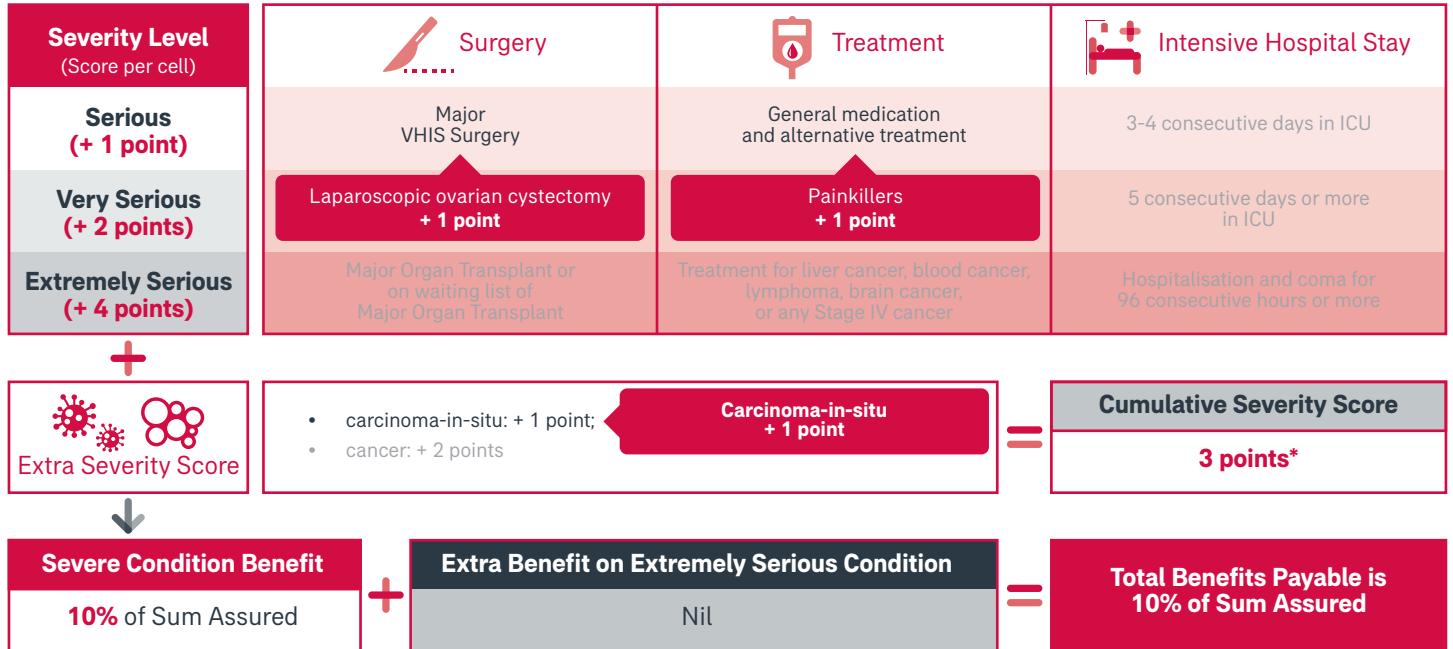 Severity Level
(Score per cell)
Surgery
Treatment
Intensive Hospital Stay
Serious
(+ 1 point)
Major
VHIS Surgery
General medication
and alternative treatment
3-4 consecutive days in ICU
Very Serious
(+ 2 points)
Laparoscopic ovarian cystectomy
+ 1 point
Painkillers
+ 1 point
5 consecutive days or more
in ICU
Extremely Serious
(+ 4 points)
Major Organ Transplant or
on waiting list of
Major Organ Transplant
Treatment for liver cancer, blood cancer,
lymphoma, brain cancer,
or any Stage IV cancer
Hospitalisation and coma for
96 consecutive hours or more
+
Extra Severity Score
• carcinoma-in-situ: + 1 point;
• cancer: + 2 points
Carcinoma-in-situ
+ 1 point
=
Cumulative Severity Score
3 points*
Severe Condition Benefit
10% of Sum Assured
+
Extra Benefit on Extremely Serious Condition
Nil
=
Total Benefits Payable is
10% of Sum Assured